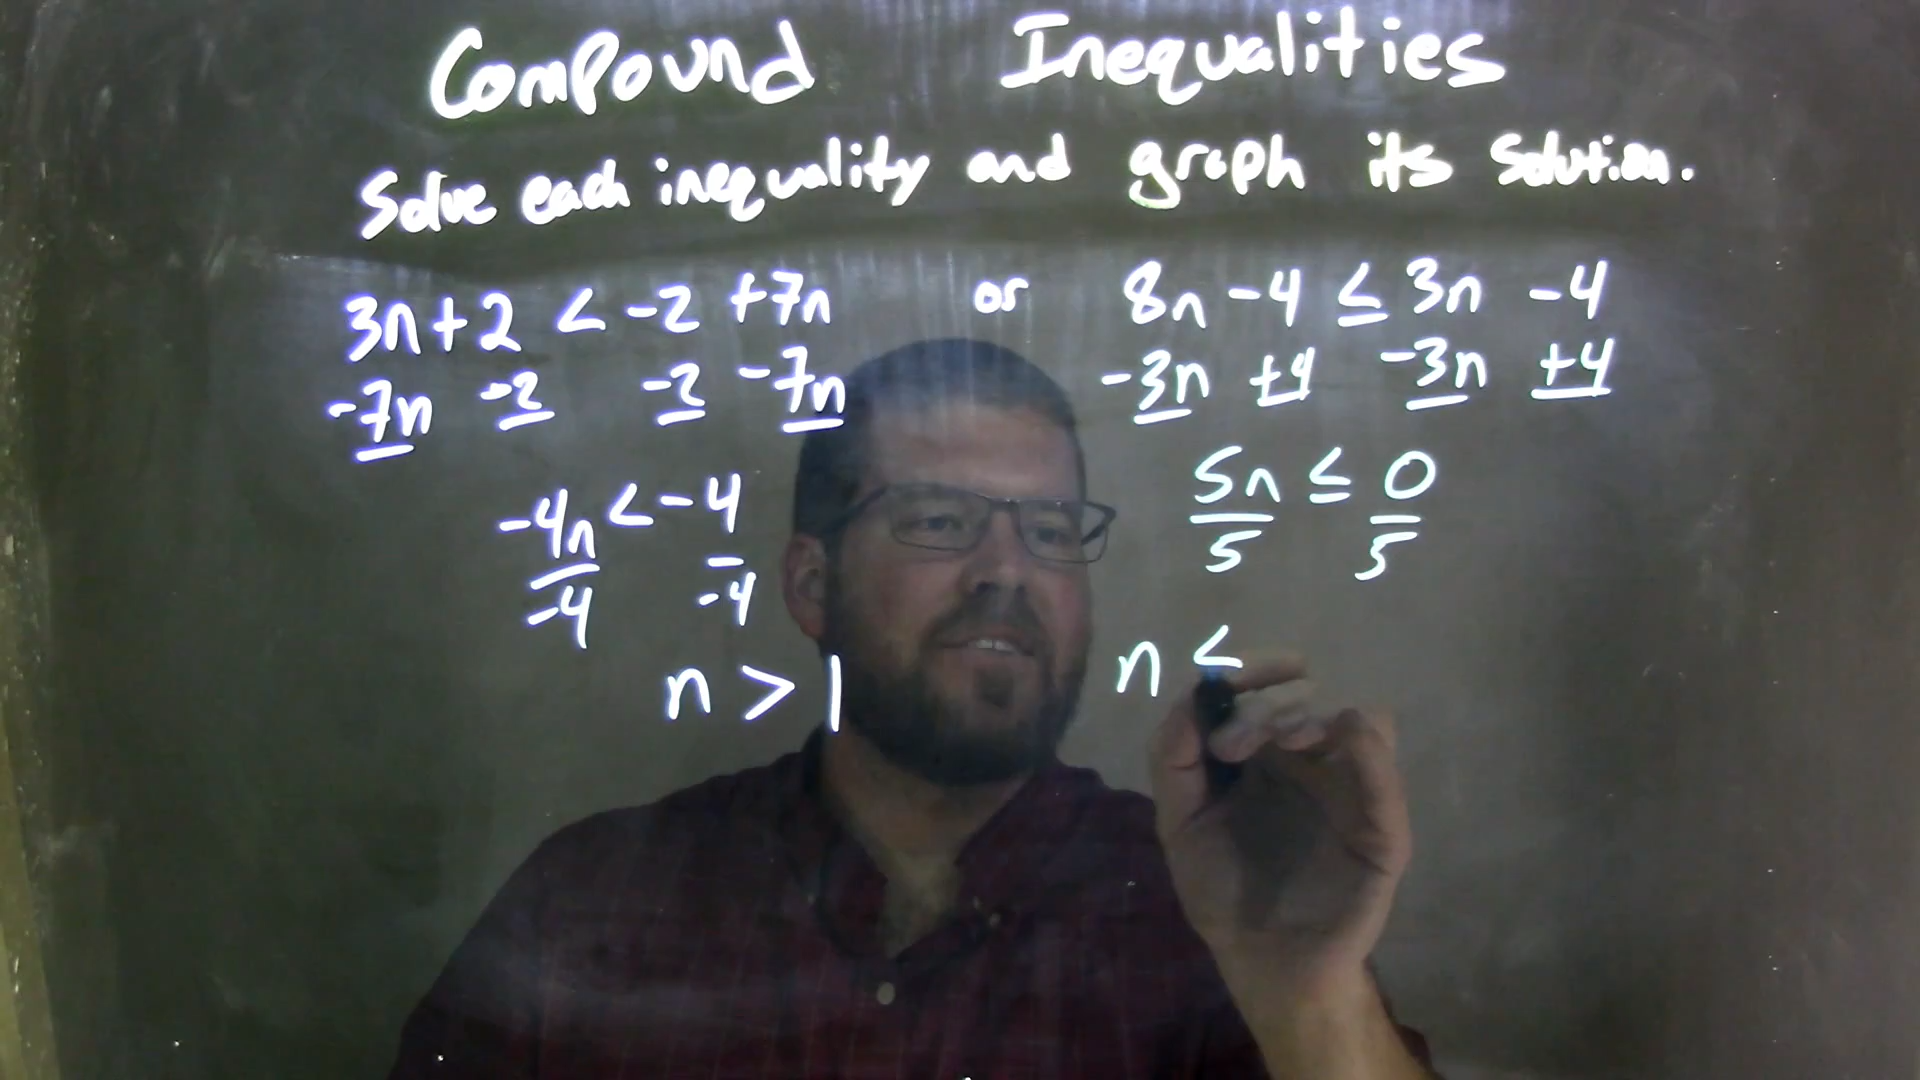 Compound Inequalities
Solve each inequality and graph its solution.
3n+2 < -2 +7n or 8n -4 ≤ 3n -4
-7n -2 -2 -7n -3n +4 -3n +4
-4n < -4 5n ≤ 0
-4 -4 5 5
n > 1 n <